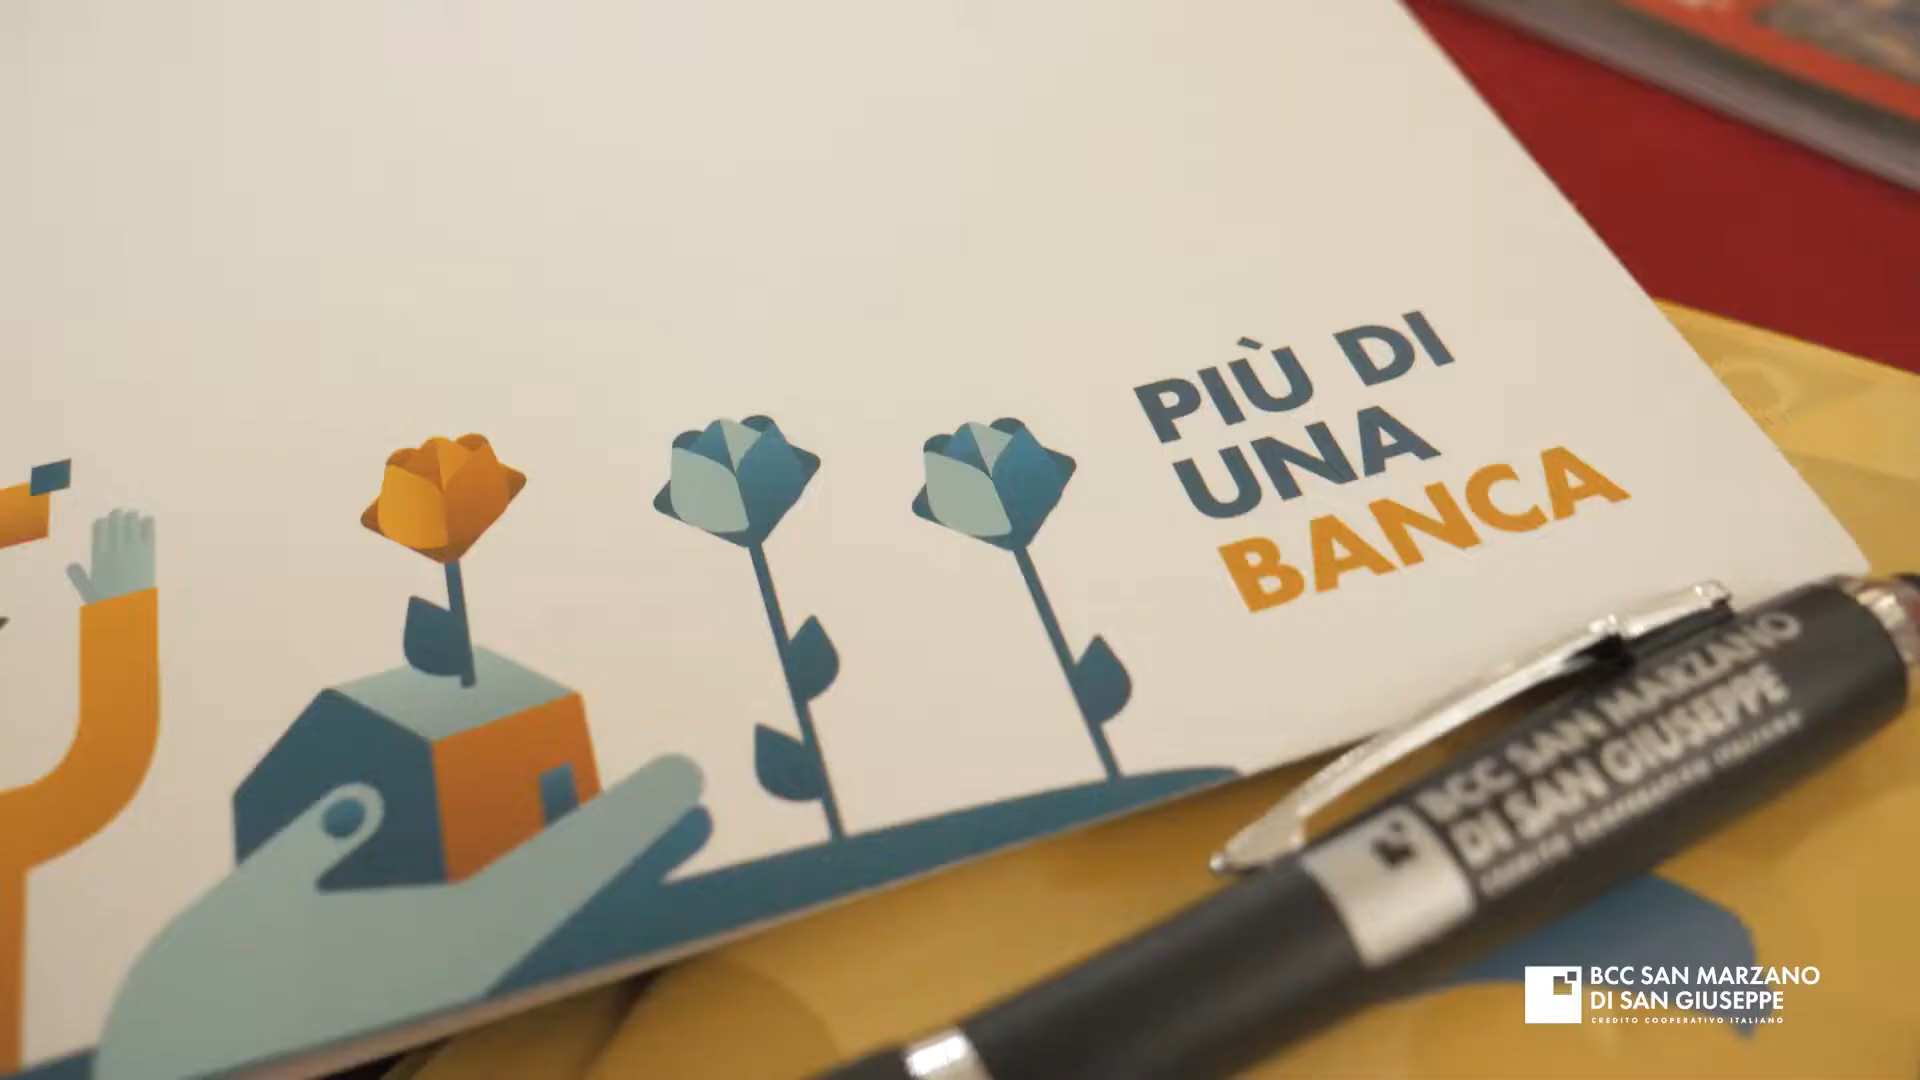 PIÙ DI
UNA
BANCA
BCC SAN MARZANO
DI SAN GIUSEPPE
BCC SAN MARZANO
DI SAN GIUSEPPE
CREDITO COOPERATIVO ITALIANO